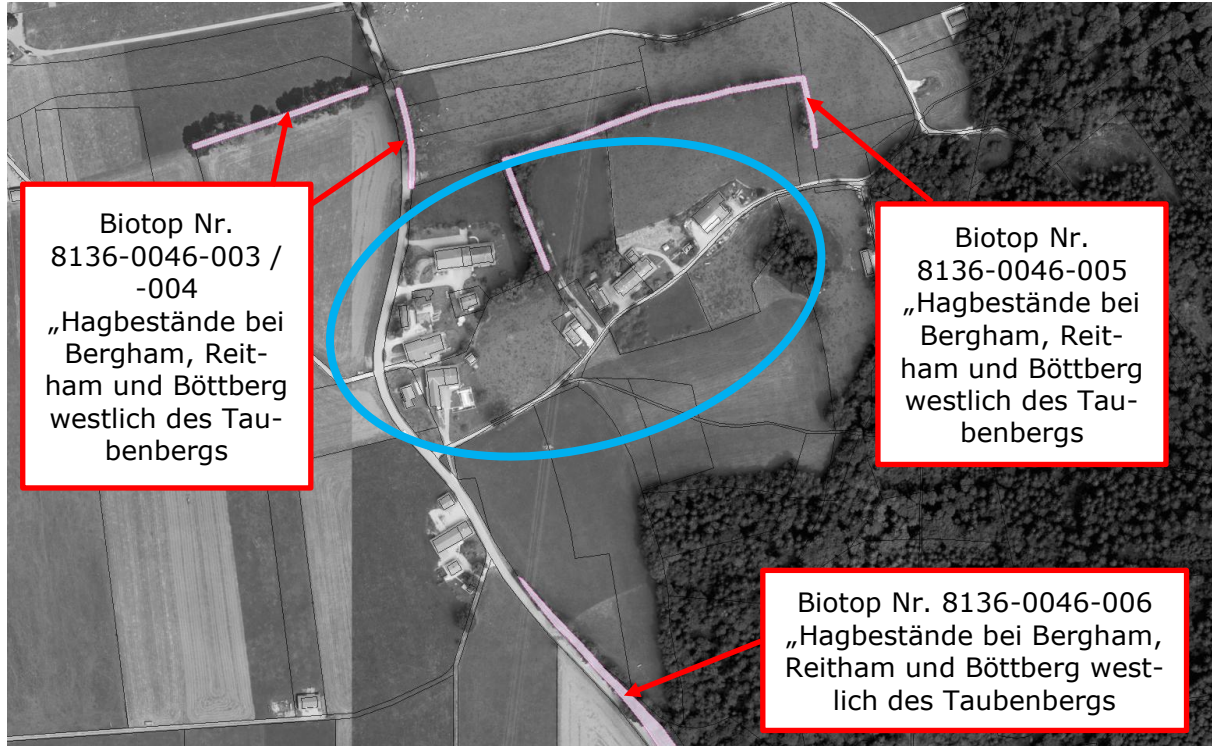 Biotop Nr.
8136-0046-003 /
-004
„Hagbestände bei
Bergham, Reit-
ham und Böttberg
westlich des Tau-
benbergs
Biotop Nr.
8136-0046-005
„Hagbestände bei
Bergham, Reit-
ham und Böttberg
westlich des Tau-
benbergs
Biotop Nr. 8136-0046-006
„Hagbestände bei Bergham,
Reitham und Böttberg west-
lich des Taubenbergs